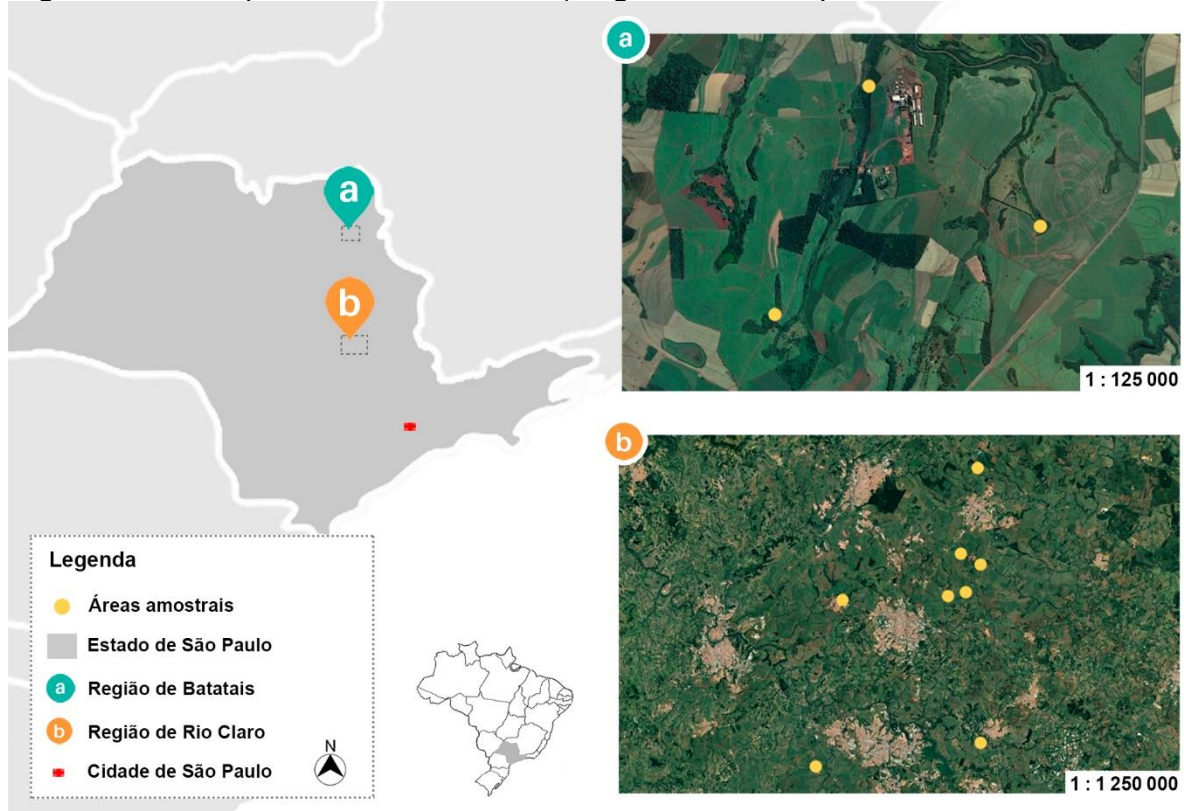 a
a
b
1 : 125 000
b
Legenda
Áreas amostrais
Estado de São Paulo
a Região de Batatais
b Região de Rio Claro
Cidade de São Paulo
N
1 : 1 250 000